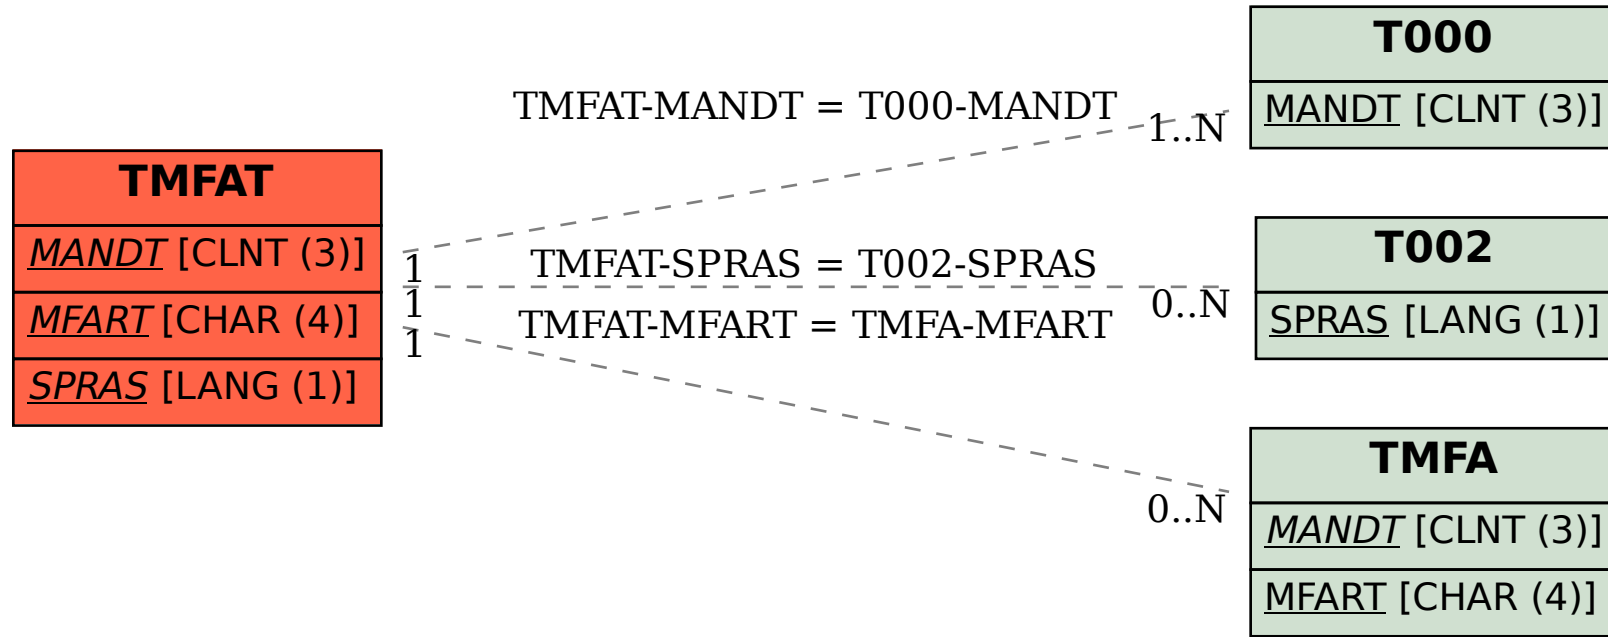 TMFAT
MANDT [CLNT (3)]
MFART [CHAR (4)]
SPRAS [LANG (1)]
TMFAT-MANDT = T000-MANDT
1
1..N
TMFAT-SPRAS = T002-SPRAS
1
0..N
TMFAT-MFART = TMFA-MFART
1
0..N
T000
MANDT [CLNT (3)]
T002
SPRAS [LANG (1)]
TMFA
MANDT [CLNT (3)]
MFART [CHAR (4)]